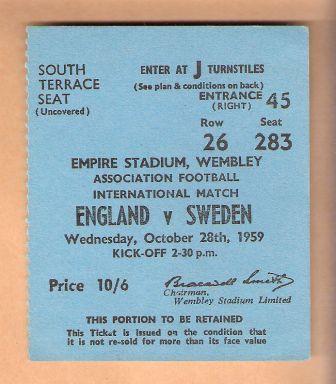 SOUTH TERRACE SEAT
(Uncovered)
ENTER AT J TURNSTILES
(See plan & conditions on back)
ENTRANCE (RIGHT) 45
Row Seat
26 283
EMPIRE STADIUM, WEMBLEY
ASSOCIATION FOOTBALL
INTERNATIONAL MATCH
ENGLAND v SWEDEN
Wednesday, October 28th, 1959
KICK-OFF 2-30 p.m.
Price 10/6
Bracewell Smith
Chairman,
Wembley Stadium Limited
THIS PORTION TO BE RETAINED
This Ticket is issued on the condition that
it is not re-sold for more than its face value